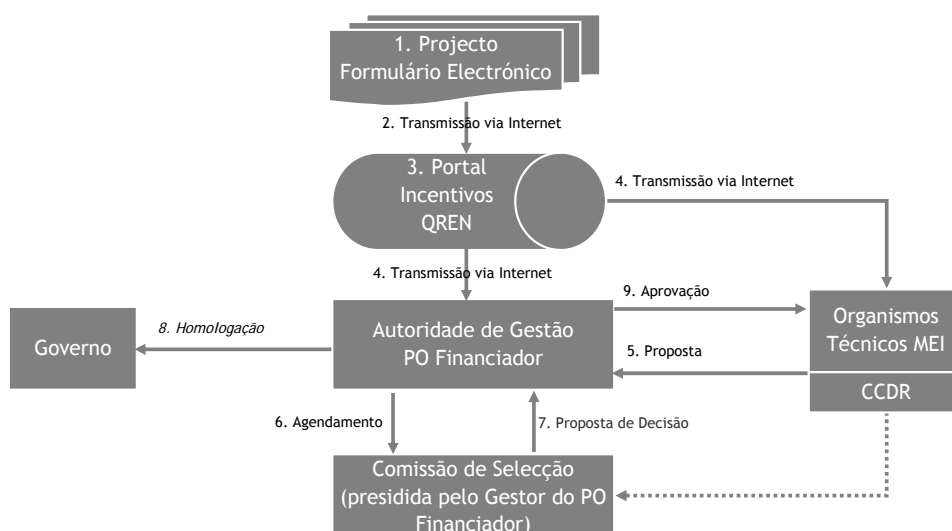 1. Projecto
Formulário Electrónico
2. Transmissão via Internet
3. Portal
Incentivos
QREN
4. Transmissão via Internet
4. Transmissão via Internet
9. Aprovação
Organismos
Técnicos MEI
CCDR
8. Homologação
Governo
Autoridade de Gestão
PO Financiador
5. Proposta
6. Agendamento
7. Proposta de Decisão
Comissão de Selecção
(presidida pelo Gestor do PO
Financiador)